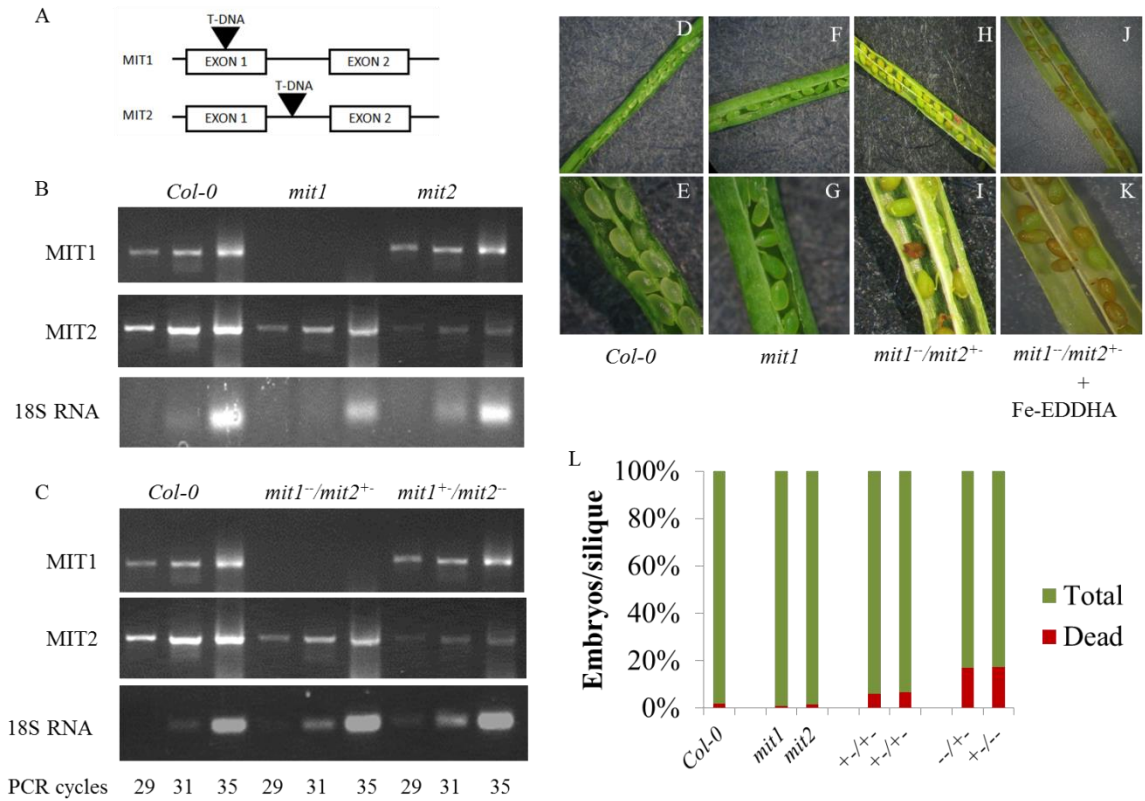 A
T-DNA
MIT1
EXON 1
EXON 2
T-DNA
MIT2
EXON 1
EXON 2
B
Col-0 mit1 mit2
MIT1
MIT2
18S RNA
C
Col-0 mit1--/mit2+- mit1+-/mit2--
MIT1
MIT2
18S RNA
PCR cycles 29 31 35 29 31 35 29 31 35
D F H J
E G I K
Col-0 mit1 mit1--/mit2+- mit1--/mit2+-
+
Fe-EDDHA
L
Embryos/silique
100%
80%
60%
40%
20%
0%
Total
Dead
Col-0 mit1 mit2 +-/+- +-/+- --/+- +-/--